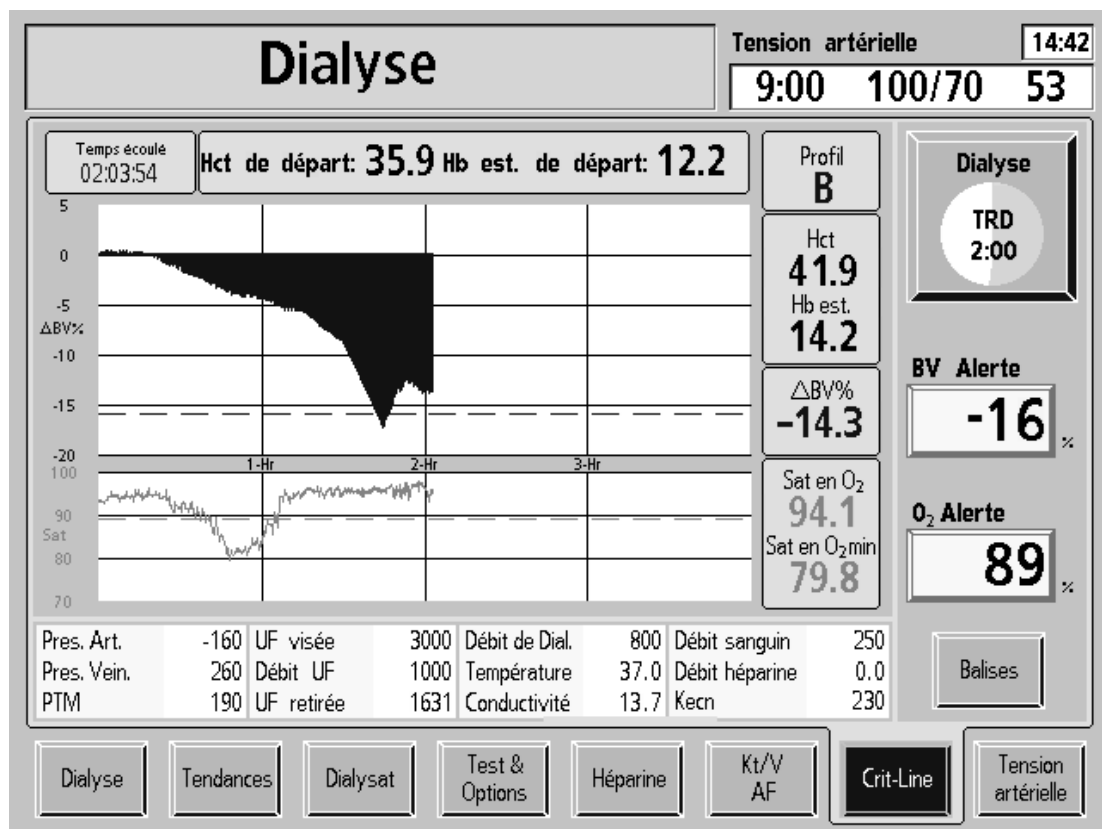 Dialyse
Tension artérielle 14:42
9:00 100/70 53
Temps écoulé
02:03:54
Hct de départ: 35.9 Hb est. de départ: 12.2
Profil
B
Dialyse
TRD
2:00
5
0
-5
ΔBV%
-10
-15
-20
1-Hr 2-Hr 3-Hr
100
90
Sat
80
70
Hct
41.9
Hb est.
14.2
ΔBV%
-14.3
Sat en O₂
94.1
Sat en O₂min
79.8
BV Alerte
-16 %
O₂ Alerte
89 %
Balises
Pres. Art. -160 UF visée 3000 Débit de Dial. 800 Débit sanguin 250
Pres. Vein. 260 Débit UF 1000 Température 37.0 Débit héparine 0.0
PTM 190 UF retirée 1631 Conductivité 13.7 Kecn 230
Dialyse
Tendances
Dialysat
Test &
Options
Héparine
Kt/V
AF
Crit-Line
Tension
artérielle